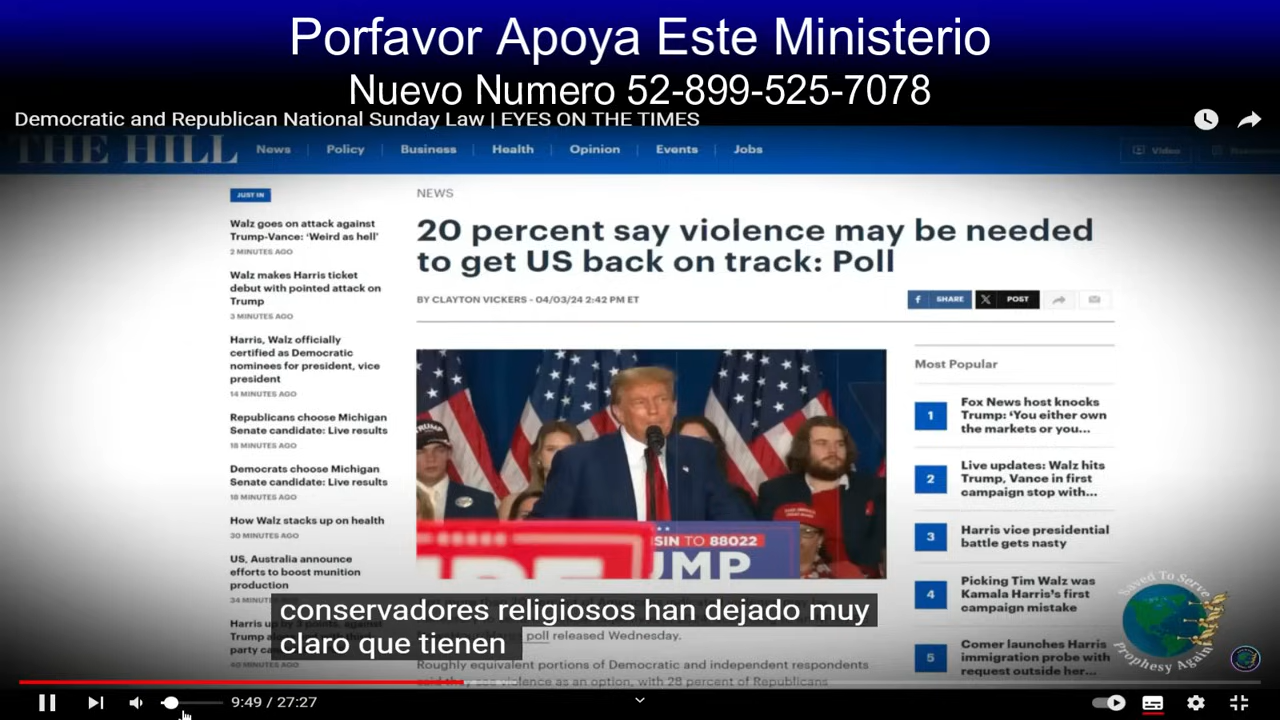 Porfavor Apoya Este Ministerio
Nuevo Numero 52-899-525-7078
Democratic and Republican National Sunday Law | EYES ON THE TIMES
THE HILL
News Policy Business Health Opinion Events Jobs
Video
JUST IN
Walz goes on attack against
Trump-Vance: 'Weird as hell'
2 MINUTES AGO
Walz makes Harris ticket
debut with pointed attack on
Trump
3 MINUTES AGO
Harris, Walz officially
certified as Democratic
nominees for president, vice
president
14 MINUTES AGO
Republicans choose Michigan
Senate candidate: Live results
18 MINUTES AGO
Democrats choose Michigan
Senate candidate: Live results
18 MINUTES AGO
How Walz stacks up on health
30 MINUTES AGO
US, Australia announce
efforts to boost munition
production
34 MINUTES AGO
NEWS
20 percent say violence may be needed
to get US back on track: Poll
BY CLAYTON VICKERS - 04/03/24 2:42 PM ET
SHARE POST
TRUMP
SIN TO 88022
UMP
poll released Wednesday.
Roughly equivalent portions of Democratic and independent respondents
said they see violence as an option, with 28 percent of Republicans
Most Popular
1 Fox News host knocks
Trump: 'You either own
the markets or you...
2 Live updates: Walz hits
Trump, Vance in first
campaign stop with...
3 Harris vice presidential
battle gets nasty
4 Picking Tim Walz was
Kamala Harris's first
campaign mistake
5 Comer launches Harris
immigration probe with
request outside her...
Saved To Serve
Prophesy Again
conservadores religiosos han dejado muy
claro que tienen
9:49 / 27:27